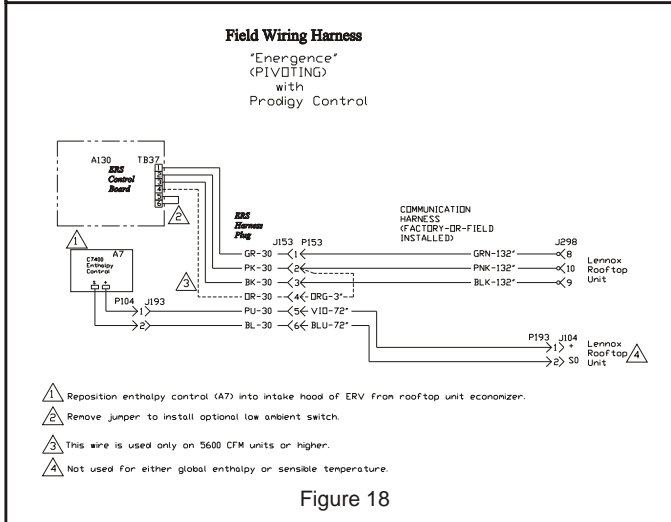 Field Wiring Harness
"Energence"
(PIVOTING)
with
Prodigy Control
A130 TB37
ERS
Control
Board
1
2
3
4
5
6
2
1
C7400
Enthalpy
Control
A7
S +
3
ERS
Harness
Plug
COMMUNICATION
HARNESS
(FACTORY-OR-FIELD
INSTALLED)
J153 P153
J298
GR-30 1 GRN-132" 8
PK-30 2 PNK-132" 10
BK-30 3 BLK-132" 9
Lennox
Rooftop
Unit
OR-30 4 ORG-3"
P104 J193
1 PU-30 5 VIO-72"
2 BL-30 6 BLU-72"
P193 J104
1 +
2 SO
Lennox
Rooftop
Unit
4
1 Reposition enthalpy control (A7) into intake hood of ERV from rooftop unit economizer.
2 Remove jumper to install optional low ambient switch.
3 This wire is used only on 5600 CFM units or higher.
4 Not used for either global enthalpy or sensible temperature.
Figure 18